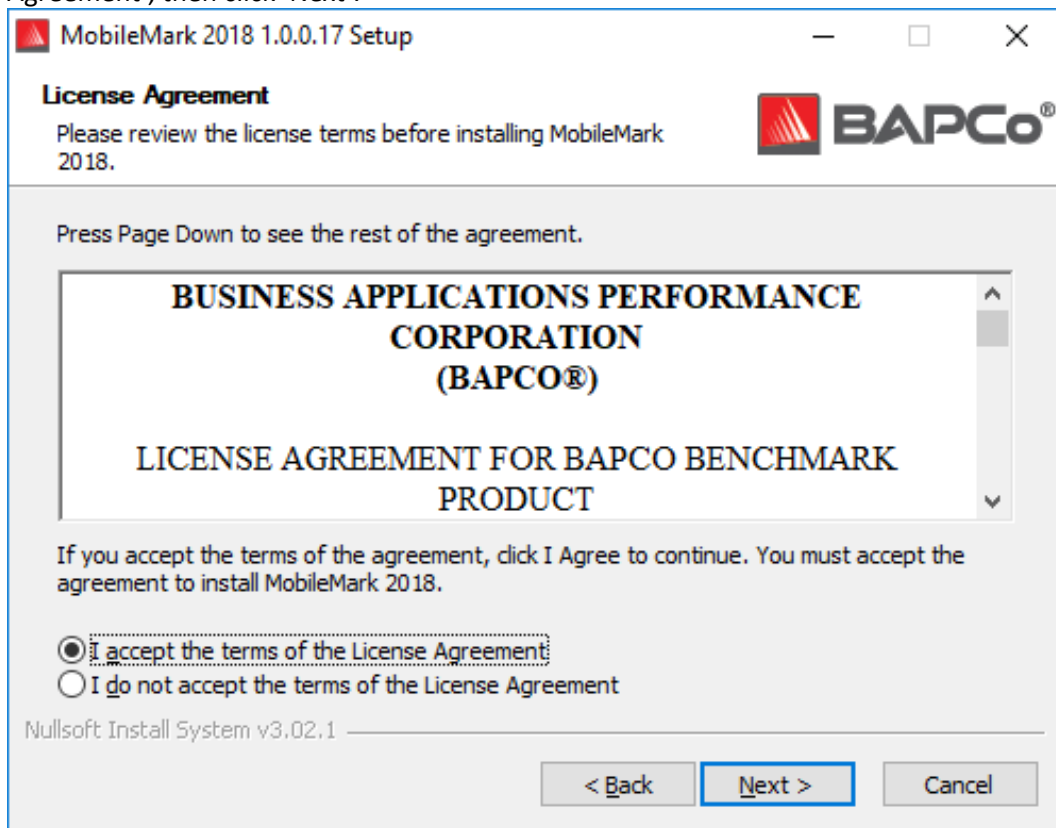 Agreement', then click 'Next'.
MobileMark 2018 1.0.0.17 Setup
License Agreement
Please review the license terms before installing MobileMark
2018.
BAPCo®
Press Page Down to see the rest of the agreement.
BUSINESS APPLICATIONS PERFORMANCE
CORPORATION
(BAPCO®)
LICENSE AGREEMENT FOR BAPCO BENCHMARK
PRODUCT
If you accept the terms of the agreement, click I Agree to continue. You must accept the
agreement to install MobileMark 2018.
I accept the terms of the License Agreement
I do not accept the terms of the License Agreement
Nullsoft Install System v3.02.1
< Back
Next >
Cancel